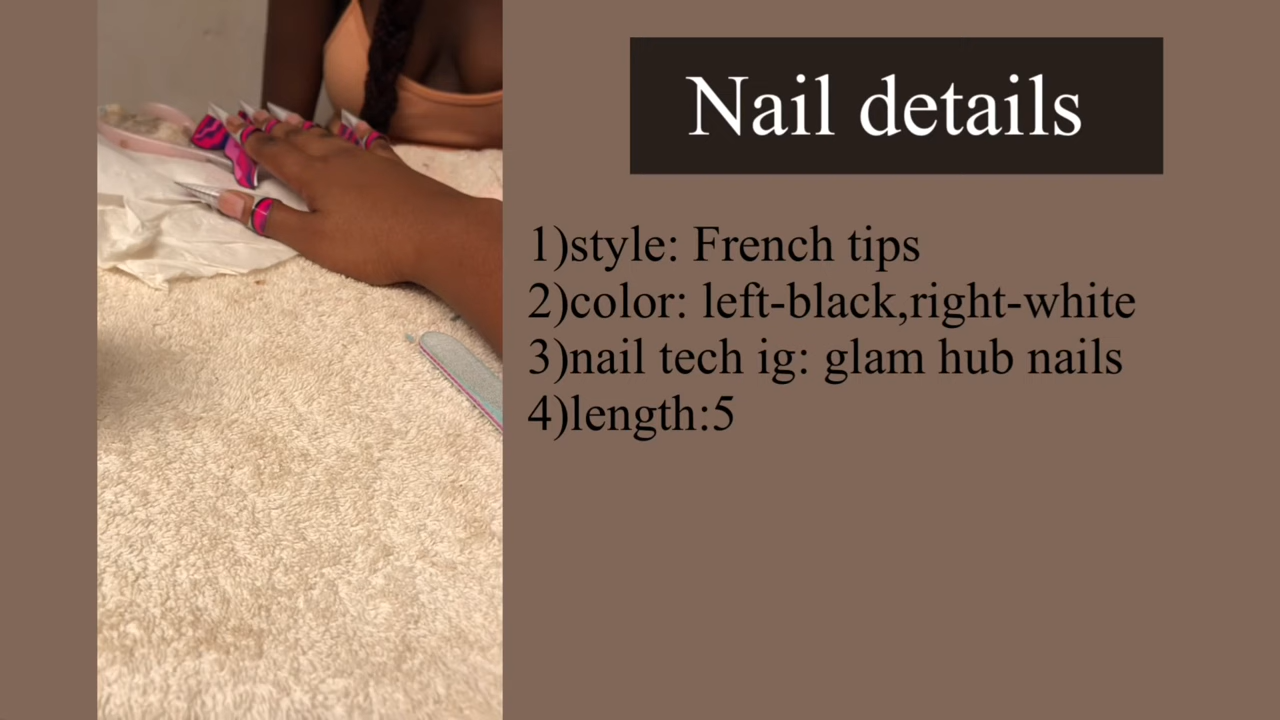 Nail details
1)style: French tips
2)color: left-black,right-white
3)nail tech ig: glam hub nails
4)length:5